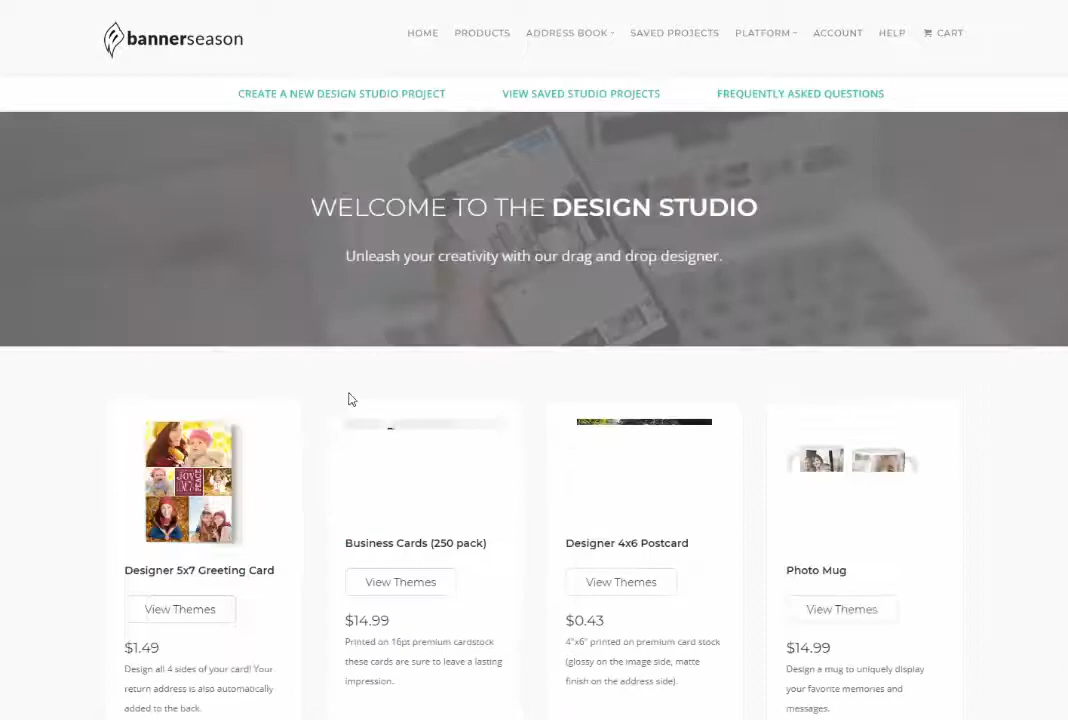 bannerseason
HOME PRODUCTS ADDRESS BOOK SAVED PROJECTS PLATFORM ACCOUNT HELP CART
CREATE A NEW DESIGN STUDIO PROJECT VIEW SAVED STUDIO PROJECTS FREQUENTLY ASKED QUESTIONS
WELCOME TO THE DESIGN STUDIO
Unleash your creativity with our drag and drop designer.
JOY
PEACE
Designer 5x7 Greeting Card
View Themes
$1.49
Design all 4 sides of your card! Your
return address is also automatically
added to the back.
Business Cards (250 pack)
View Themes
$14.99
Printed on 16pt premium cardstock
these cards are sure to leave a lasting
impression.
Designer 4x6 Postcard
View Themes
$0.43
4"x6" printed on premium card stock
(glossy on the image side, matte
finish on the address side).
Photo Mug
View Themes
$14.99
Design a mug to uniquely display
your favorite memories and
messages.